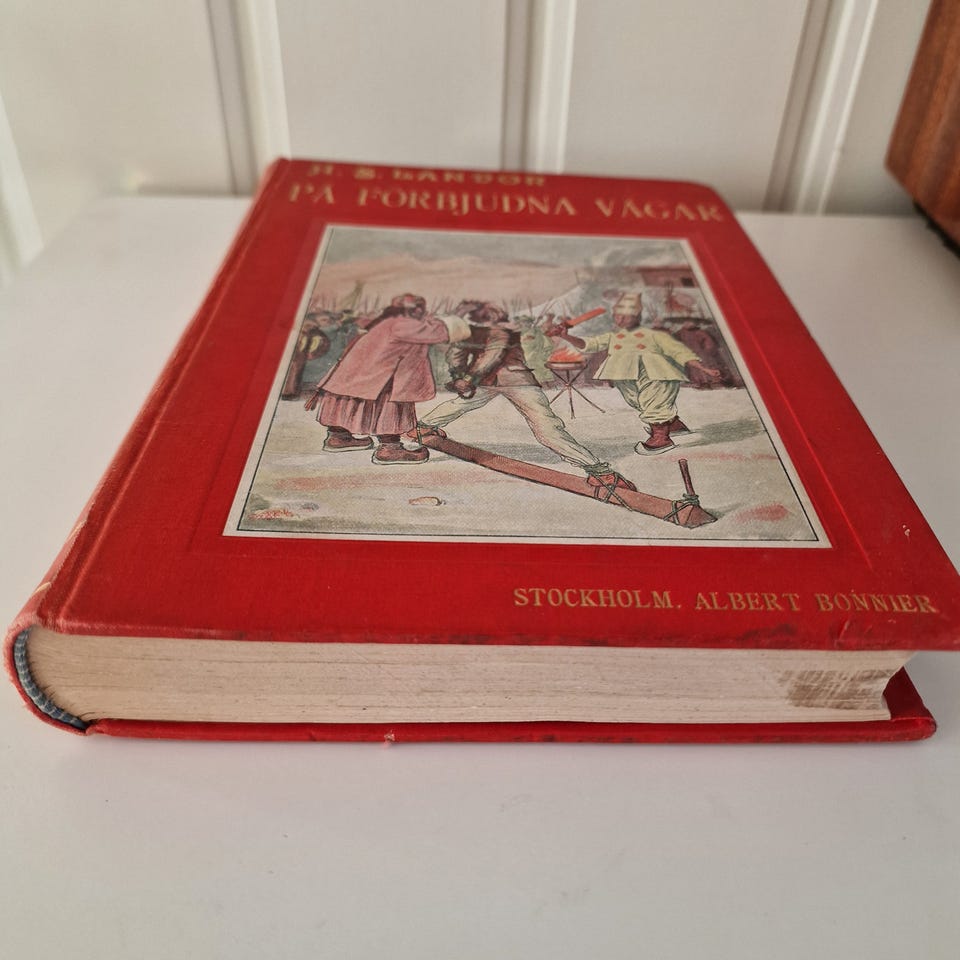 H. S. LANDOR
PÅ FÖRBJUDNA VÄGAR
STOCKHOLM. ALBERT BONNIER